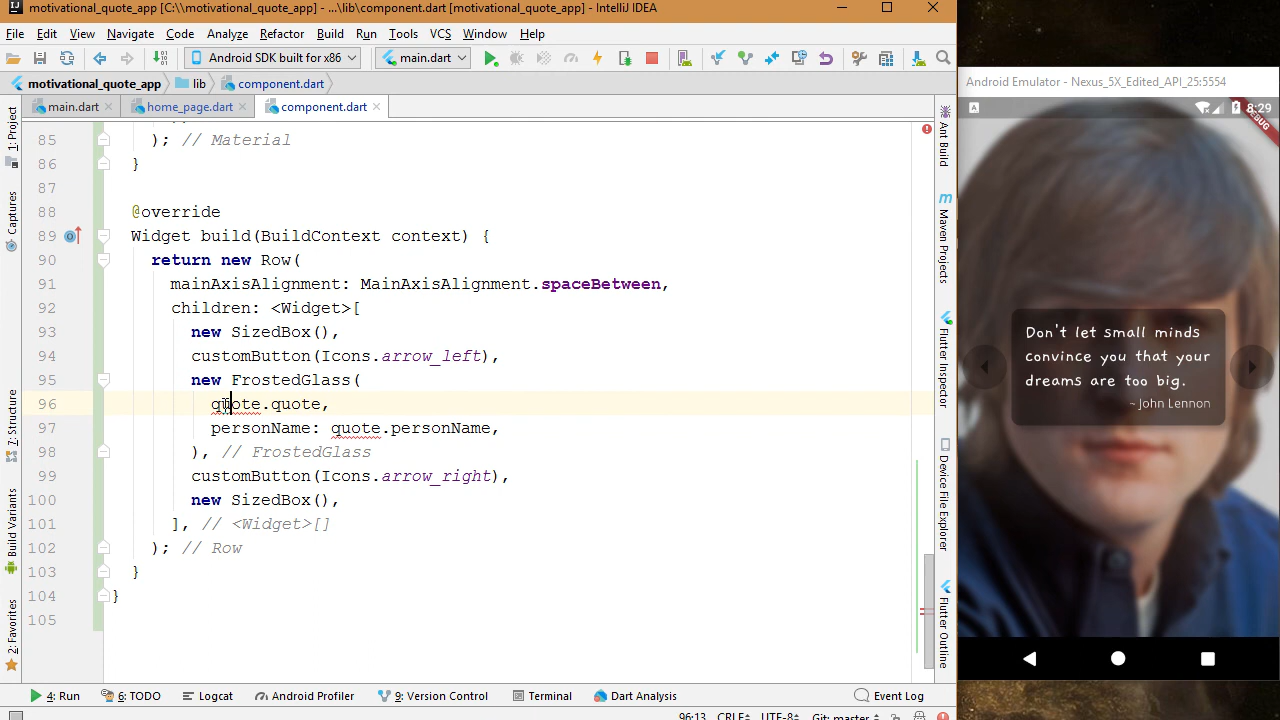 motivational_quote_app [C:\\motivational_quote_app] - ...\lib\component.dart [motivational_quote_app] - IntelliJ IDEA
File Edit View Navigate Code Analyze Refactor Build Run Tools VCS Window Help
Android SDK built for x86 main.dart
motivational_quote_app lib component.dart
main.dart home_page.dart component.dart
85 ); // Material
86 }
87
88 @override
89 Widget build(BuildContext context) {
90 return new Row(
91 mainAxisAlignment: MainAxisAlignment.spaceBetween,
92 children: <Widget>[
93 new SizedBox(),
94 customButton(Icons.arrow_left),
95 new FrostedGlass(
96 quote.quote,
97 personName: quote.personName,
98 ), // FrostedGlass
99 customButton(Icons.arrow_right),
100 new SizedBox(),
101 ], // <Widget>[]
102 ); // Row
103 }
104 }
105
1: Project
Captures
7: Structure
Build Variants
2: Favorites
Ant Build
Maven Projects
Flutter Inspector
Device File Explorer
Flutter Outline
4: Run 6: TODO Logcat Android Profiler 9: Version Control Terminal Dart Analysis Event Log
96:13 CRLF UTF-8 Git: master
Android Emulator - Nexus_5X_Edited_API_25:5554
A 8:29
DEBUG
Don't let small minds
convince you that your
dreams are too big.
~ John Lennon